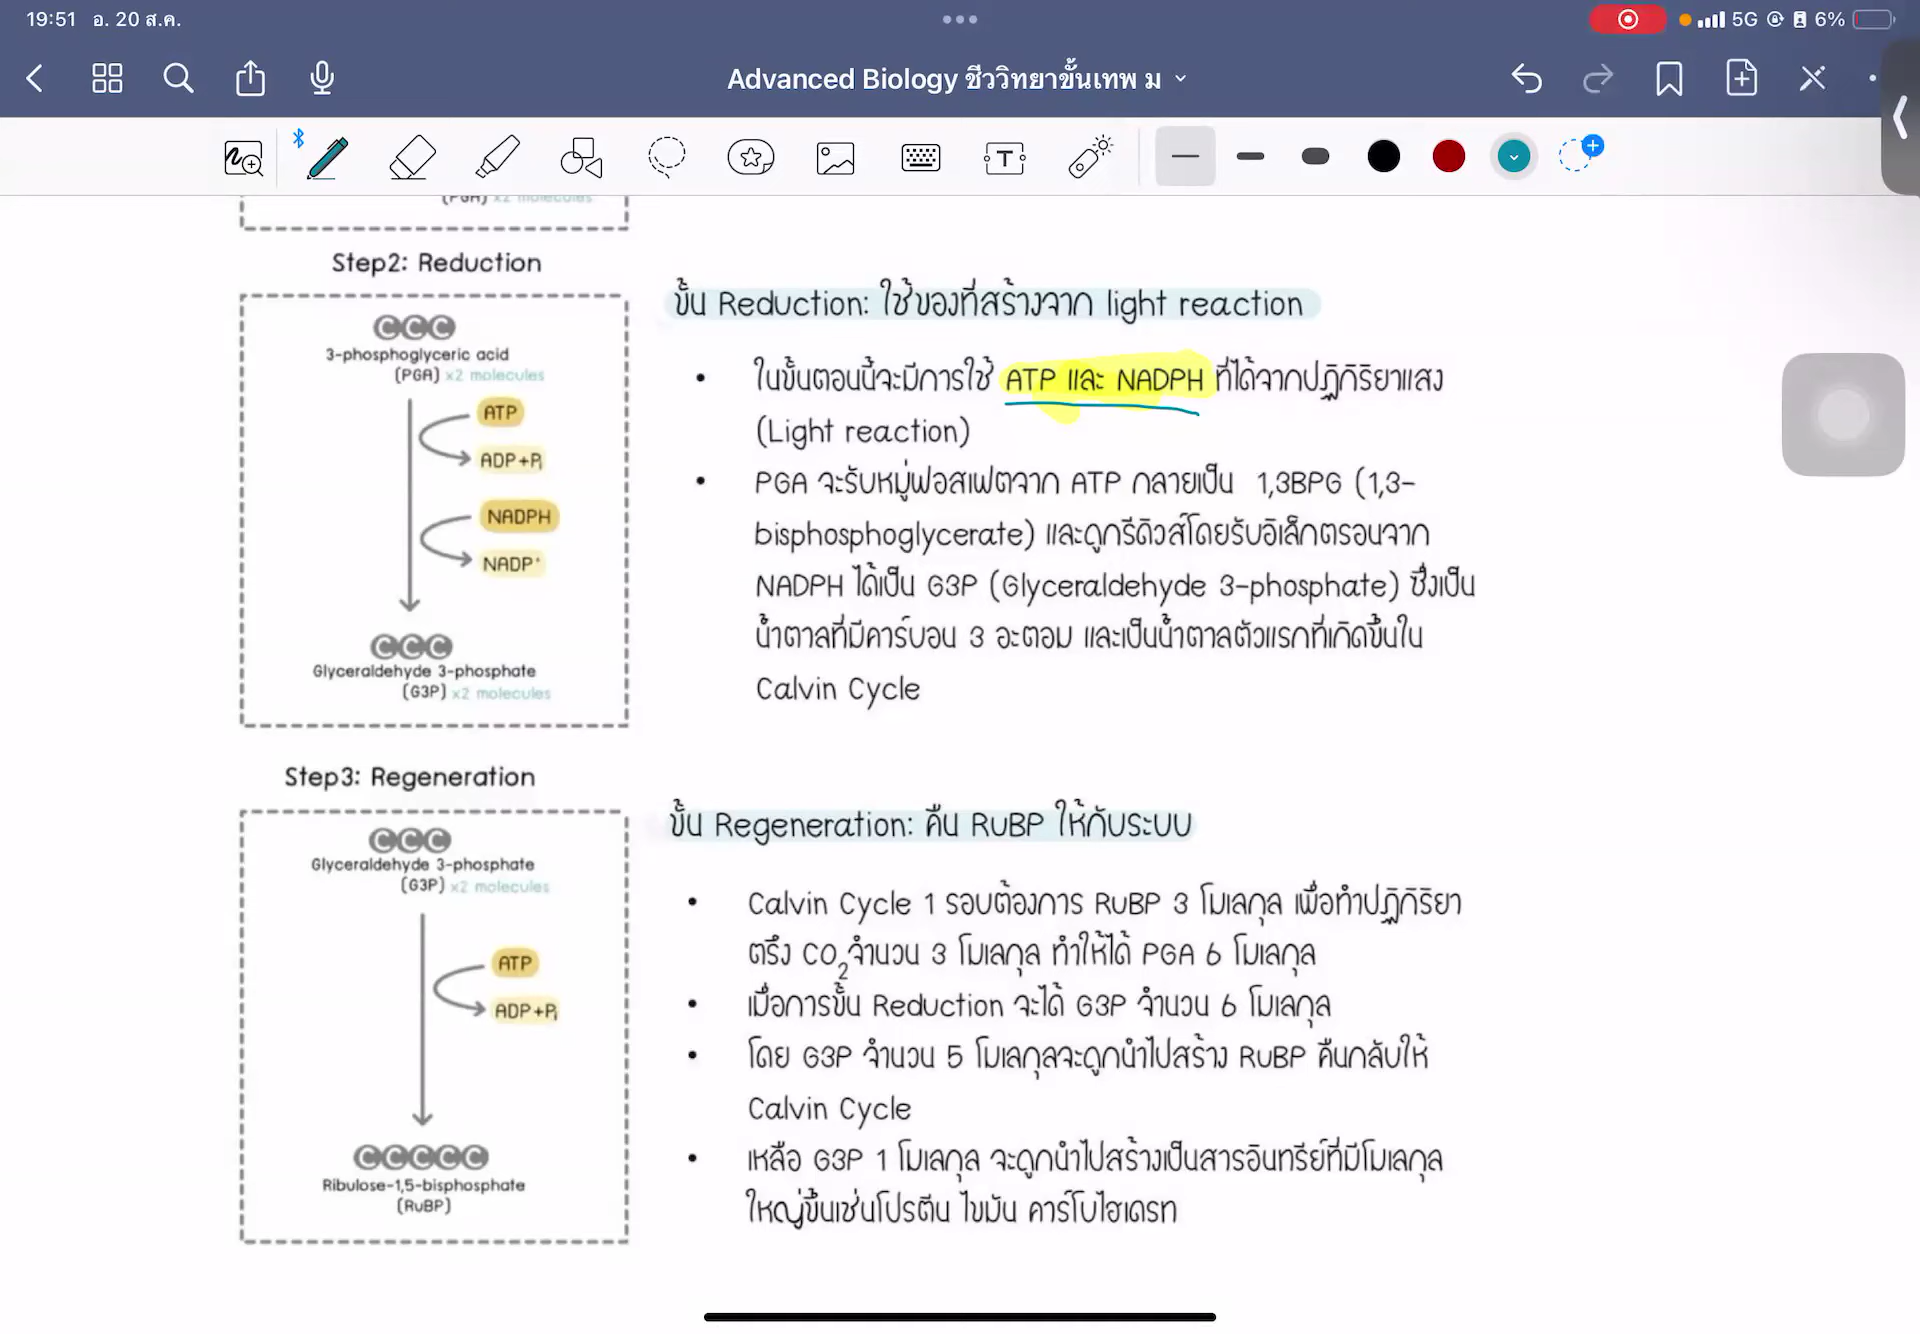 19:51 อ. 20 ส.ค.
5G 6%
Advanced Biology ชีววิทยาขั้นเทพ ม
(PGA) x2 molecules
Step2: Reduction
CCC
3-phosphoglyceric acid
(PGA) x2 molecules
ATP
ADP+Pi
NADPH
NADP+
CCC
Glyceraldehyde 3-phosphate
(G3P) x2 molecules
ขั้น Reduction: ใช้ของที่สร้างจาก light reaction
• ในขั้นตอนนี้จะมีการใช้ ATP และ NADPH ที่ได้จากปฏิกิริยาแสง
(Light reaction)
• PGA จะรับหมู่ฟอสเฟตจาก ATP กลายเป็น 1,3BPG (1,3-
bisphosphoglycerate) และถูกรีดิวส์โดยรับอิเล็กตรอนจาก
NADPH ได้เป็น G3P (Glyceraldehyde 3-phosphate) ซึ่งเป็น
น้ำตาลที่มีคาร์บอน 3 อะตอม และเป็นน้ำตาลตัวแรกที่เกิดขึ้นใน
Calvin Cycle
Step3: Regeneration
CCC
Glyceraldehyde 3-phosphate
(G3P) x2 molecules
ATP
ADP+Pi
CCCCC
Ribulose-1,5-bisphosphate
(RuBP)
ขั้น Regeneration: คืน RuBP ให้กับระบบ
• Calvin Cycle 1 รอบต้องการ RuBP 3 โมเลกุล เพื่อทำปฏิกิริยา
ตรึง CO2จำนวน 3 โมเลกุล ทำให้ได้ PGA 6 โมเลกุล
• เมื่อการขั้น Reduction จะได้ G3P จำนวน 6 โมเลกุล
• โดย G3P จำนวน 5 โมเลกุลจะถูกนำไปสร้าง RuBP คืนกลับให้
Calvin Cycle
• เหลือ G3P 1 โมเลกุล จะถูกนำไปสร้างเป็นสารอินทรีย์ที่มีโมเลกุล
ใหญ่ขึ้นเช่นโปรตีน ไขมัน คาร์โบไฮเดรท